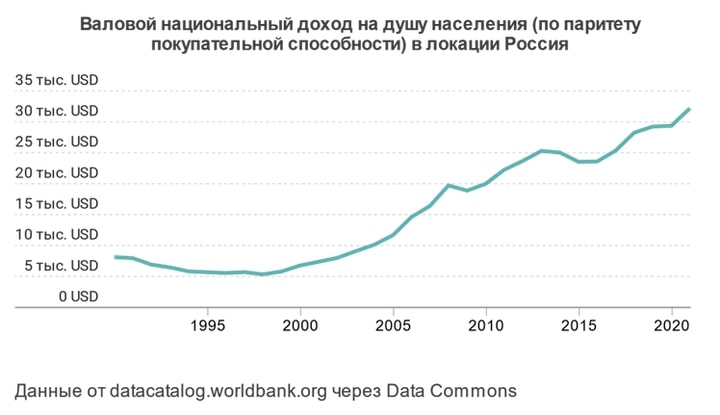 Валовой национальный доход на душу населения (по паритету
покупательной способности) в локации Россия
35 тыс. USD
30 тыс. USD
25 тыс. USD
20 тыс. USD
15 тыс. USD
10 тыс. USD
5 тыс. USD
0 USD
1995 2000 2005 2010 2015 2020
Данные от datacatalog.worldbank.org через Data Commons